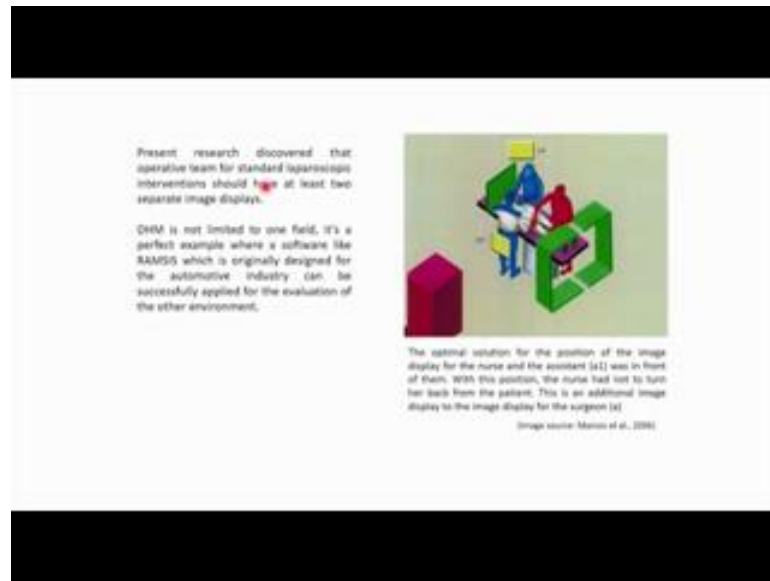 Present research discovered that
operative team for standard laparoscopic
interventions should have at least two
separate image displays.
DHM is not limited to one field, it's a
perfect example where a software like
RAMSIS which is originally designed for
the automotive industry can be
successfully applied for the evaluation of
the other environment.
The optimal solution for the position of the image
display for the nurse and the assistant (a1) was in front
of them. With this position, the nurse had not to turn
her back from the patient. This is an additional image
display to the image display for the surgeon (a)
(Image source: et al., 2006)